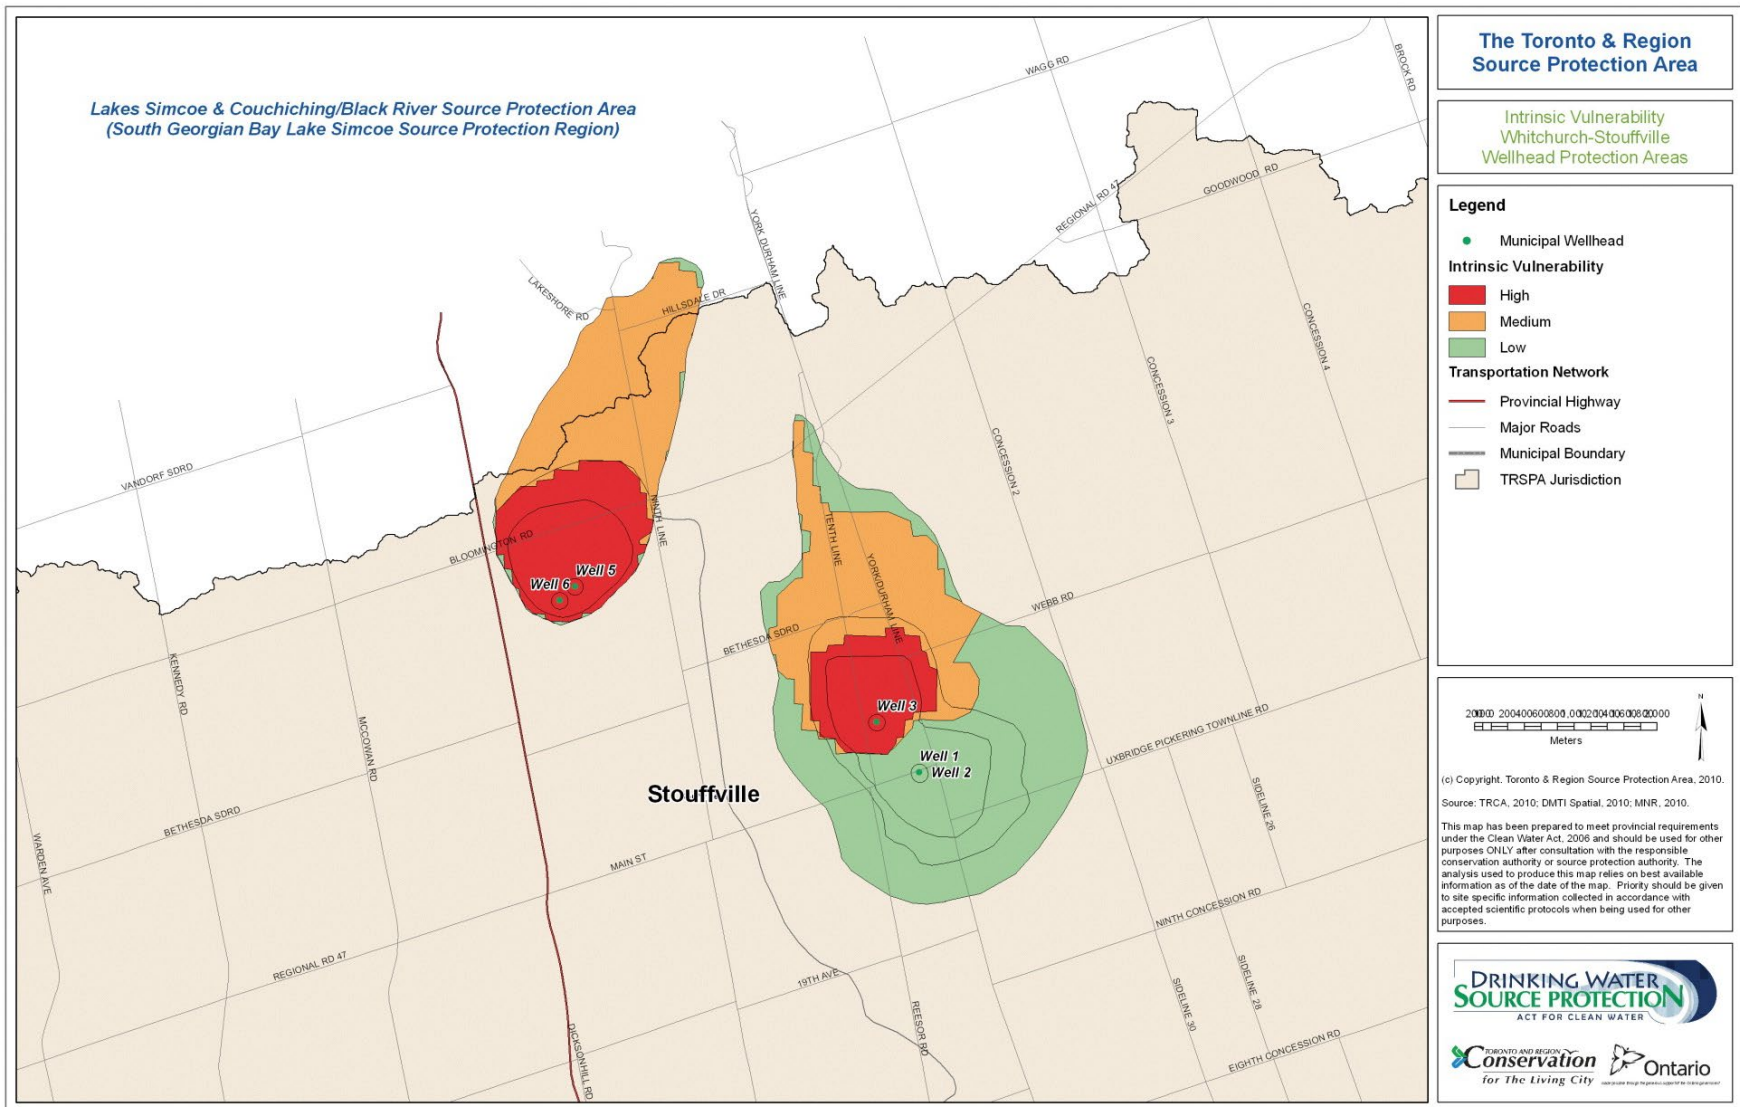 The Toronto & Region
Source Protection Area
Intrinsic Vulnerability
Whitchurch-Stouffville
Wellhead Protection Areas
Lakes Simcoe & Couchiching/Black River Source Protection Area
(South Georgian Bay Lake Simcoe Source Protection Region)
WAGG RD
BROCK RD
GOODWOOD RD
REGIONAL RD 47
YORK DURHAM LINE
LAKESHORE RD
HILLSDALE DR
CONCESSION 4
CONCESSION 3
CONCESSION 2
VANDORF SDRD
NINTH LINE
BLOOMINGTON RD
TENTH LINE
YORK/DURHAM LINE
Well 5
Well 6
WEBB RD
BETHESDA SDRD
KENNEDY RD
MCCOWAN RD
Well 3
UXBRIDGE PICKERING TOWNLINE RD
Well 1
Well 2
Stouffville
SIDELINE 26
BETHESDA SDRD
WARDEN AVE
MAIN ST
NINTH CONCESSION RD
REGIONAL RD 47
19TH AVE
SIDELINE 28
SIDELINE 30
REESOR RD
DICKSONHILL RD
EIGHTH CONCESSION RD
Legend
Municipal Wellhead
Intrinsic Vulnerability
High
Medium
Low
Transportation Network
Provincial Highway
Major Roads
Municipal Boundary
TRSPA Jurisdiction
N
Meters
(c) Copyright. Toronto & Region Source Protection Area, 2010.
Source: TRCA, 2010; DMTI Spatial, 2010; MNR, 2010.
This map has been prepared to meet provincial requirements
under the Clean Water Act, 2006 and should be used for other
purposes ONLY after consultation with the responsible
conservation authority or source protection authority. The
analysis used to produce this map relies on best available
information as of the date of the map. Priority should be given
to site specific information collected in accordance with
accepted scientific protocols when being used for other
purposes.
DRINKING WATER
SOURCE PROTECTION
ACT FOR CLEAN WATER
TORONTO AND REGION
Conservation
for The Living City
Ontario